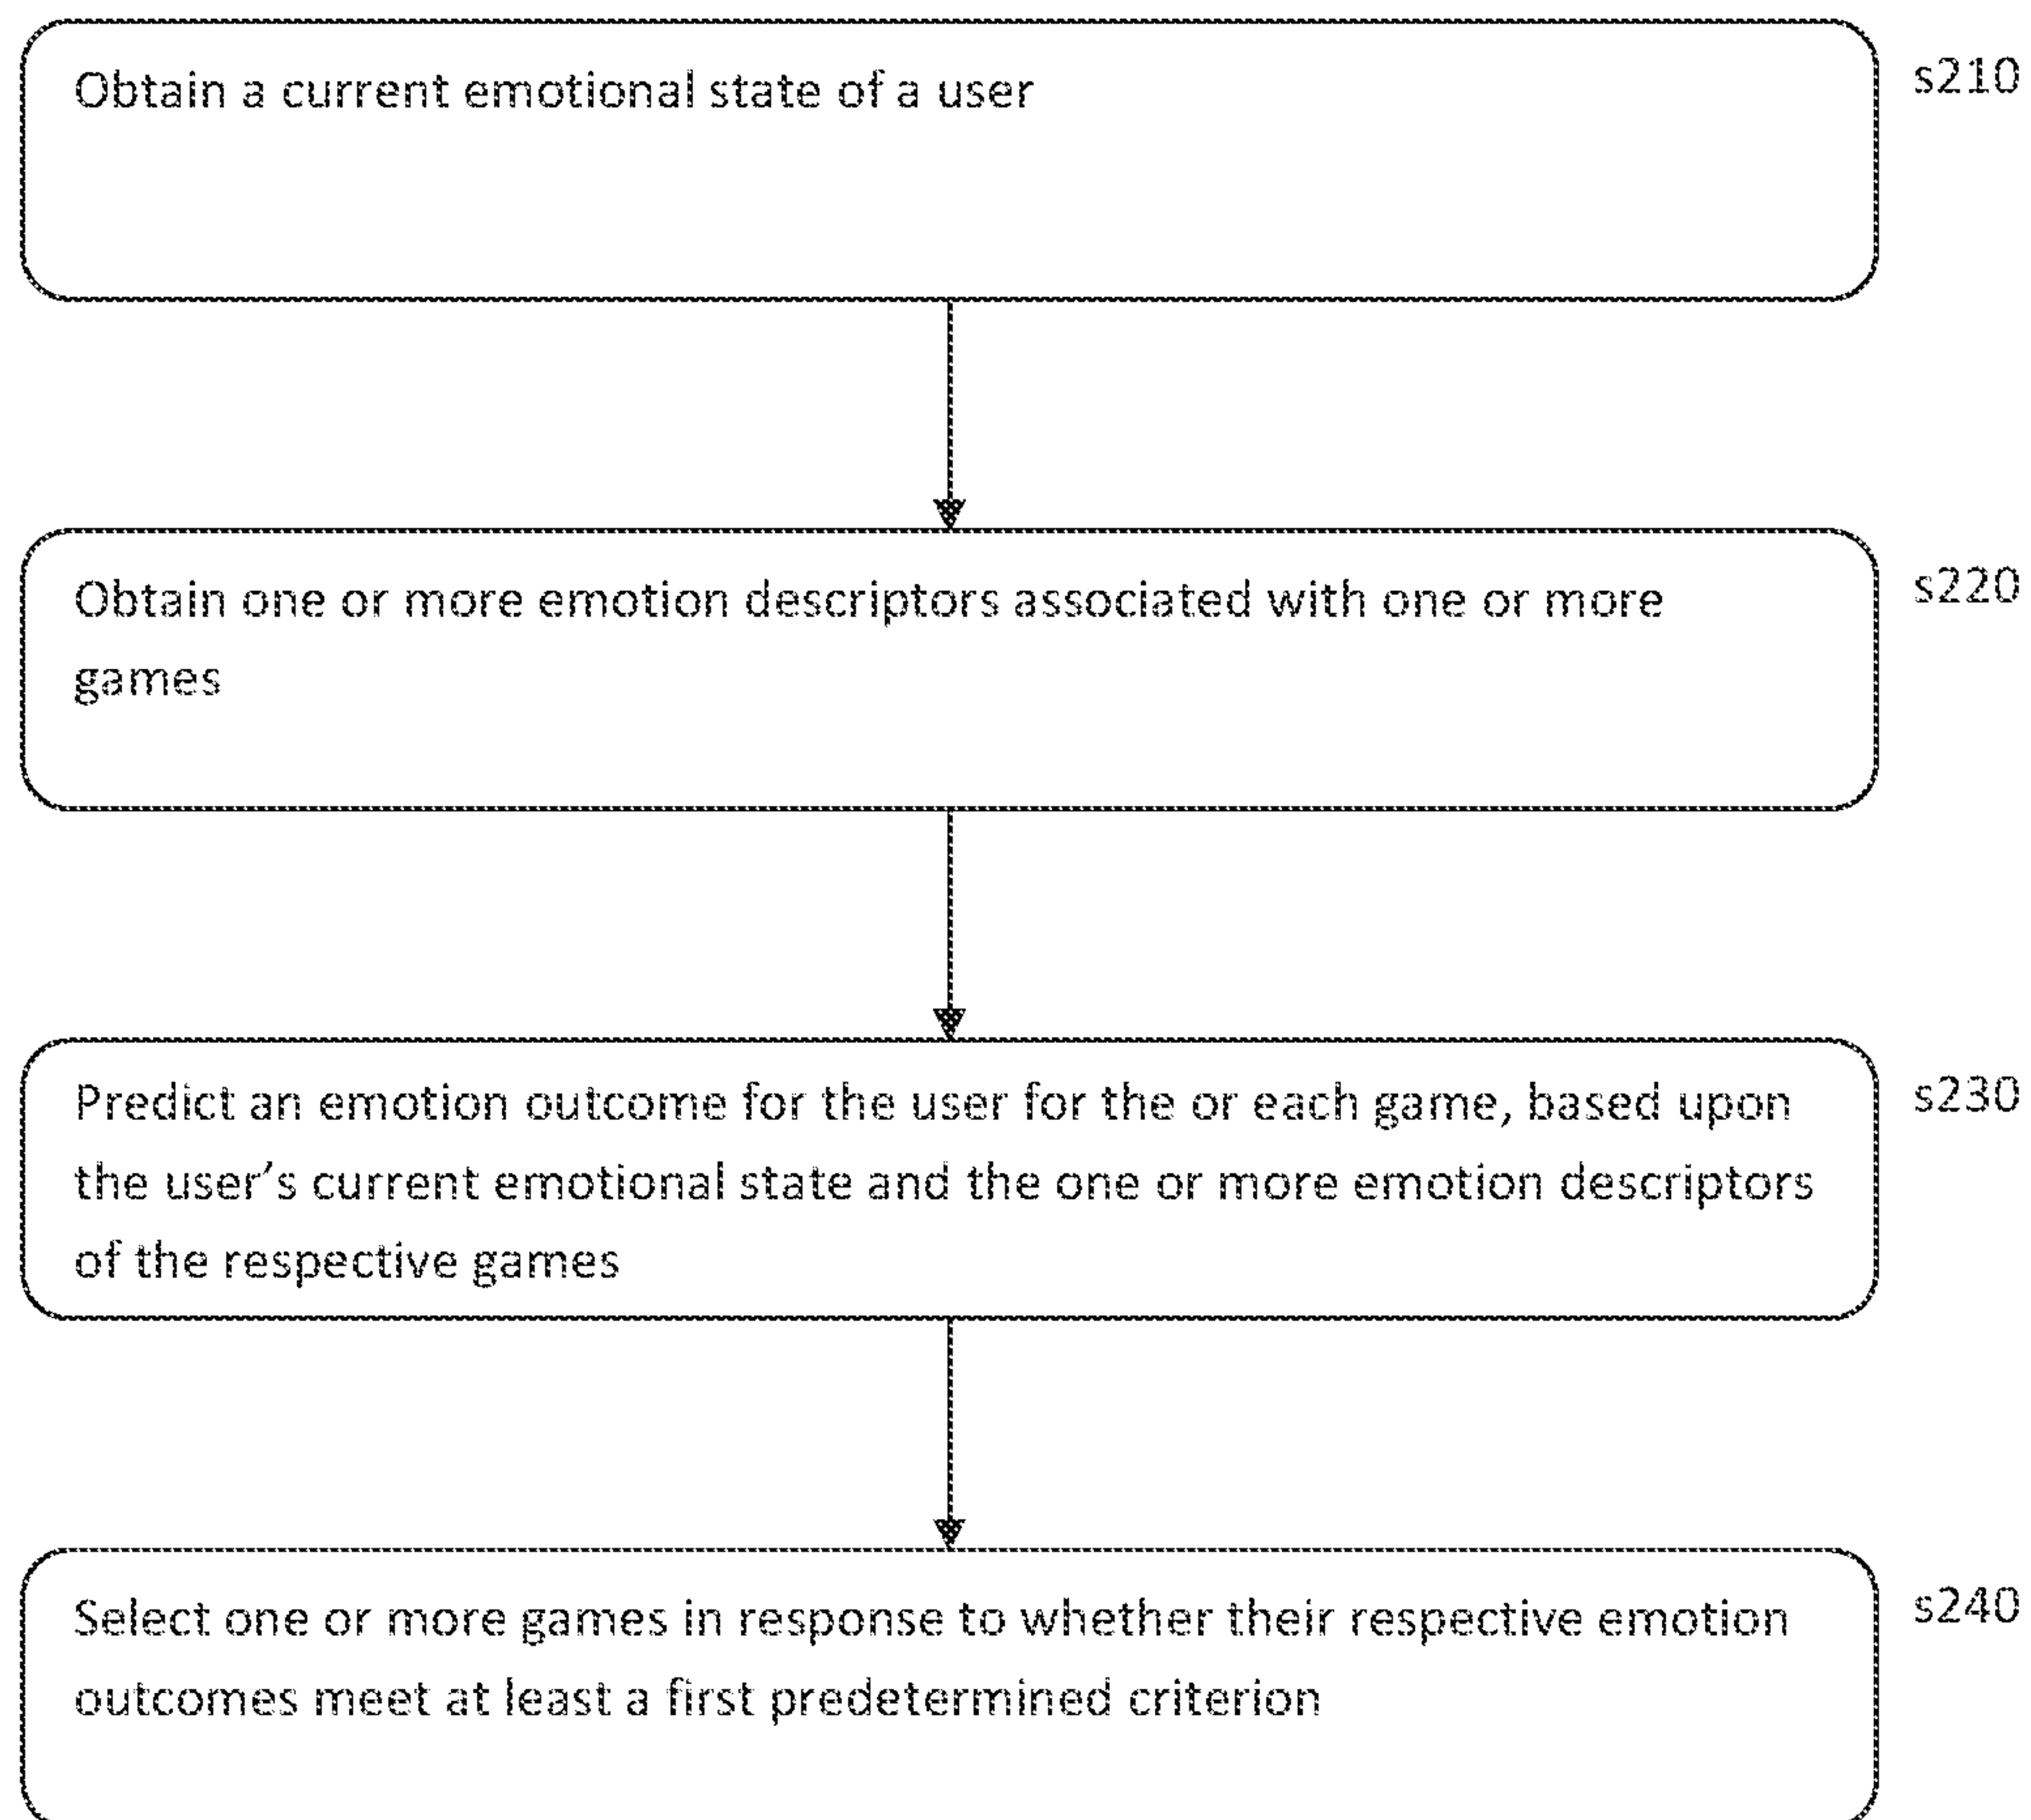 Obtain a current emotional state of a user
s210
Obtain one or more emotion descriptors associated with one or more
games
s220
Predict an emotion outcome for the user for the or each game, based upon
the user's current emotional state and the one or more emotion descriptors
of the respective games
s230
Select one or more games in response to whether their respective emotion
outcomes meet at least a first predetermined criterion
s240